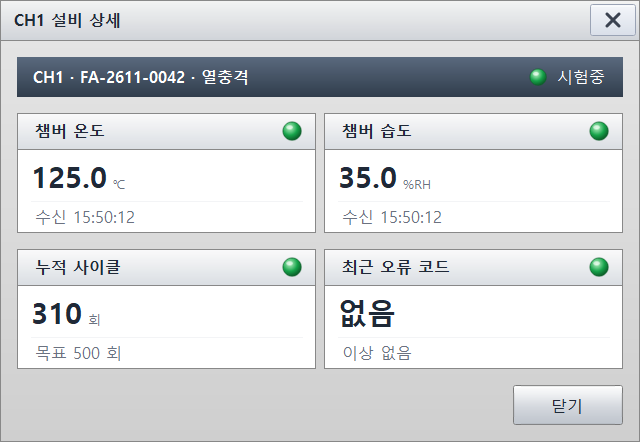 CH1 설비 상세
CH1 · FA-2611-0042 · 열충격
시험중
챔버 온도
125.0 ℃
수신 15:50:12
챔버 습도
35.0 %RH
수신 15:50:12
누적 사이클
310 회
목표 500 회
최근 오류 코드
없음
이상 없음
닫기